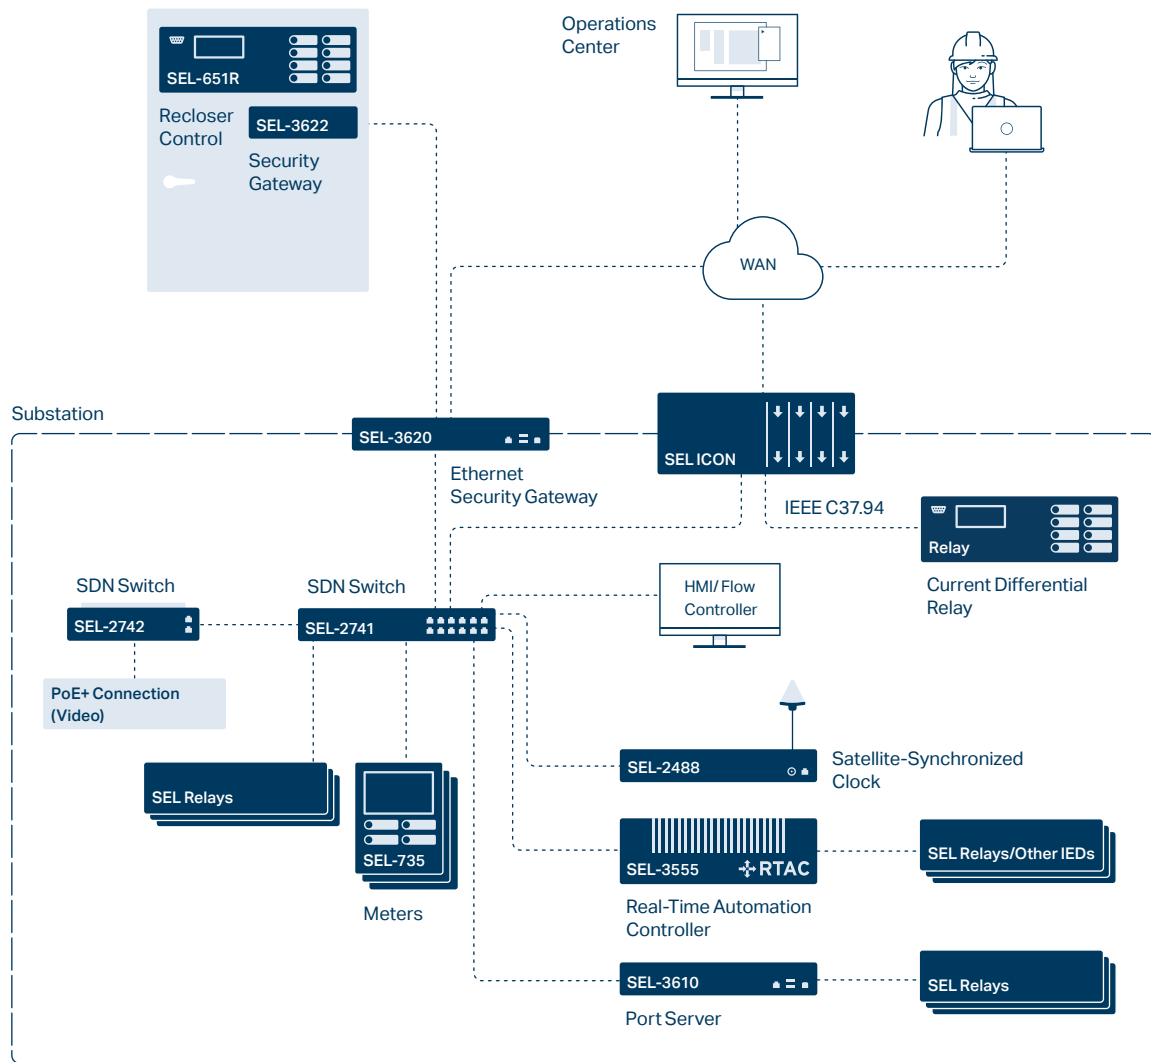 SEL-651R
Recloser
Control
SEL-3622
Security
Gateway
Operations
Center
WAN
Substation
SEL-3620
Ethernet
Security Gateway
SEL ICON
IEEE C37.94
Relay
Current Differential
Relay
SDN Switch
SEL-2742
PoE+ Connection
(Video)
SDN Switch
SEL-2741
HMI/ Flow
Controller
SEL Relays
SEL-735
Meters
SEL-2488
Satellite-Synchronized
Clock
SEL-3555
RTAC
Real-Time Automation
Controller
SEL Relays/Other IEDs
SEL-3610
Port Server
SEL Relays